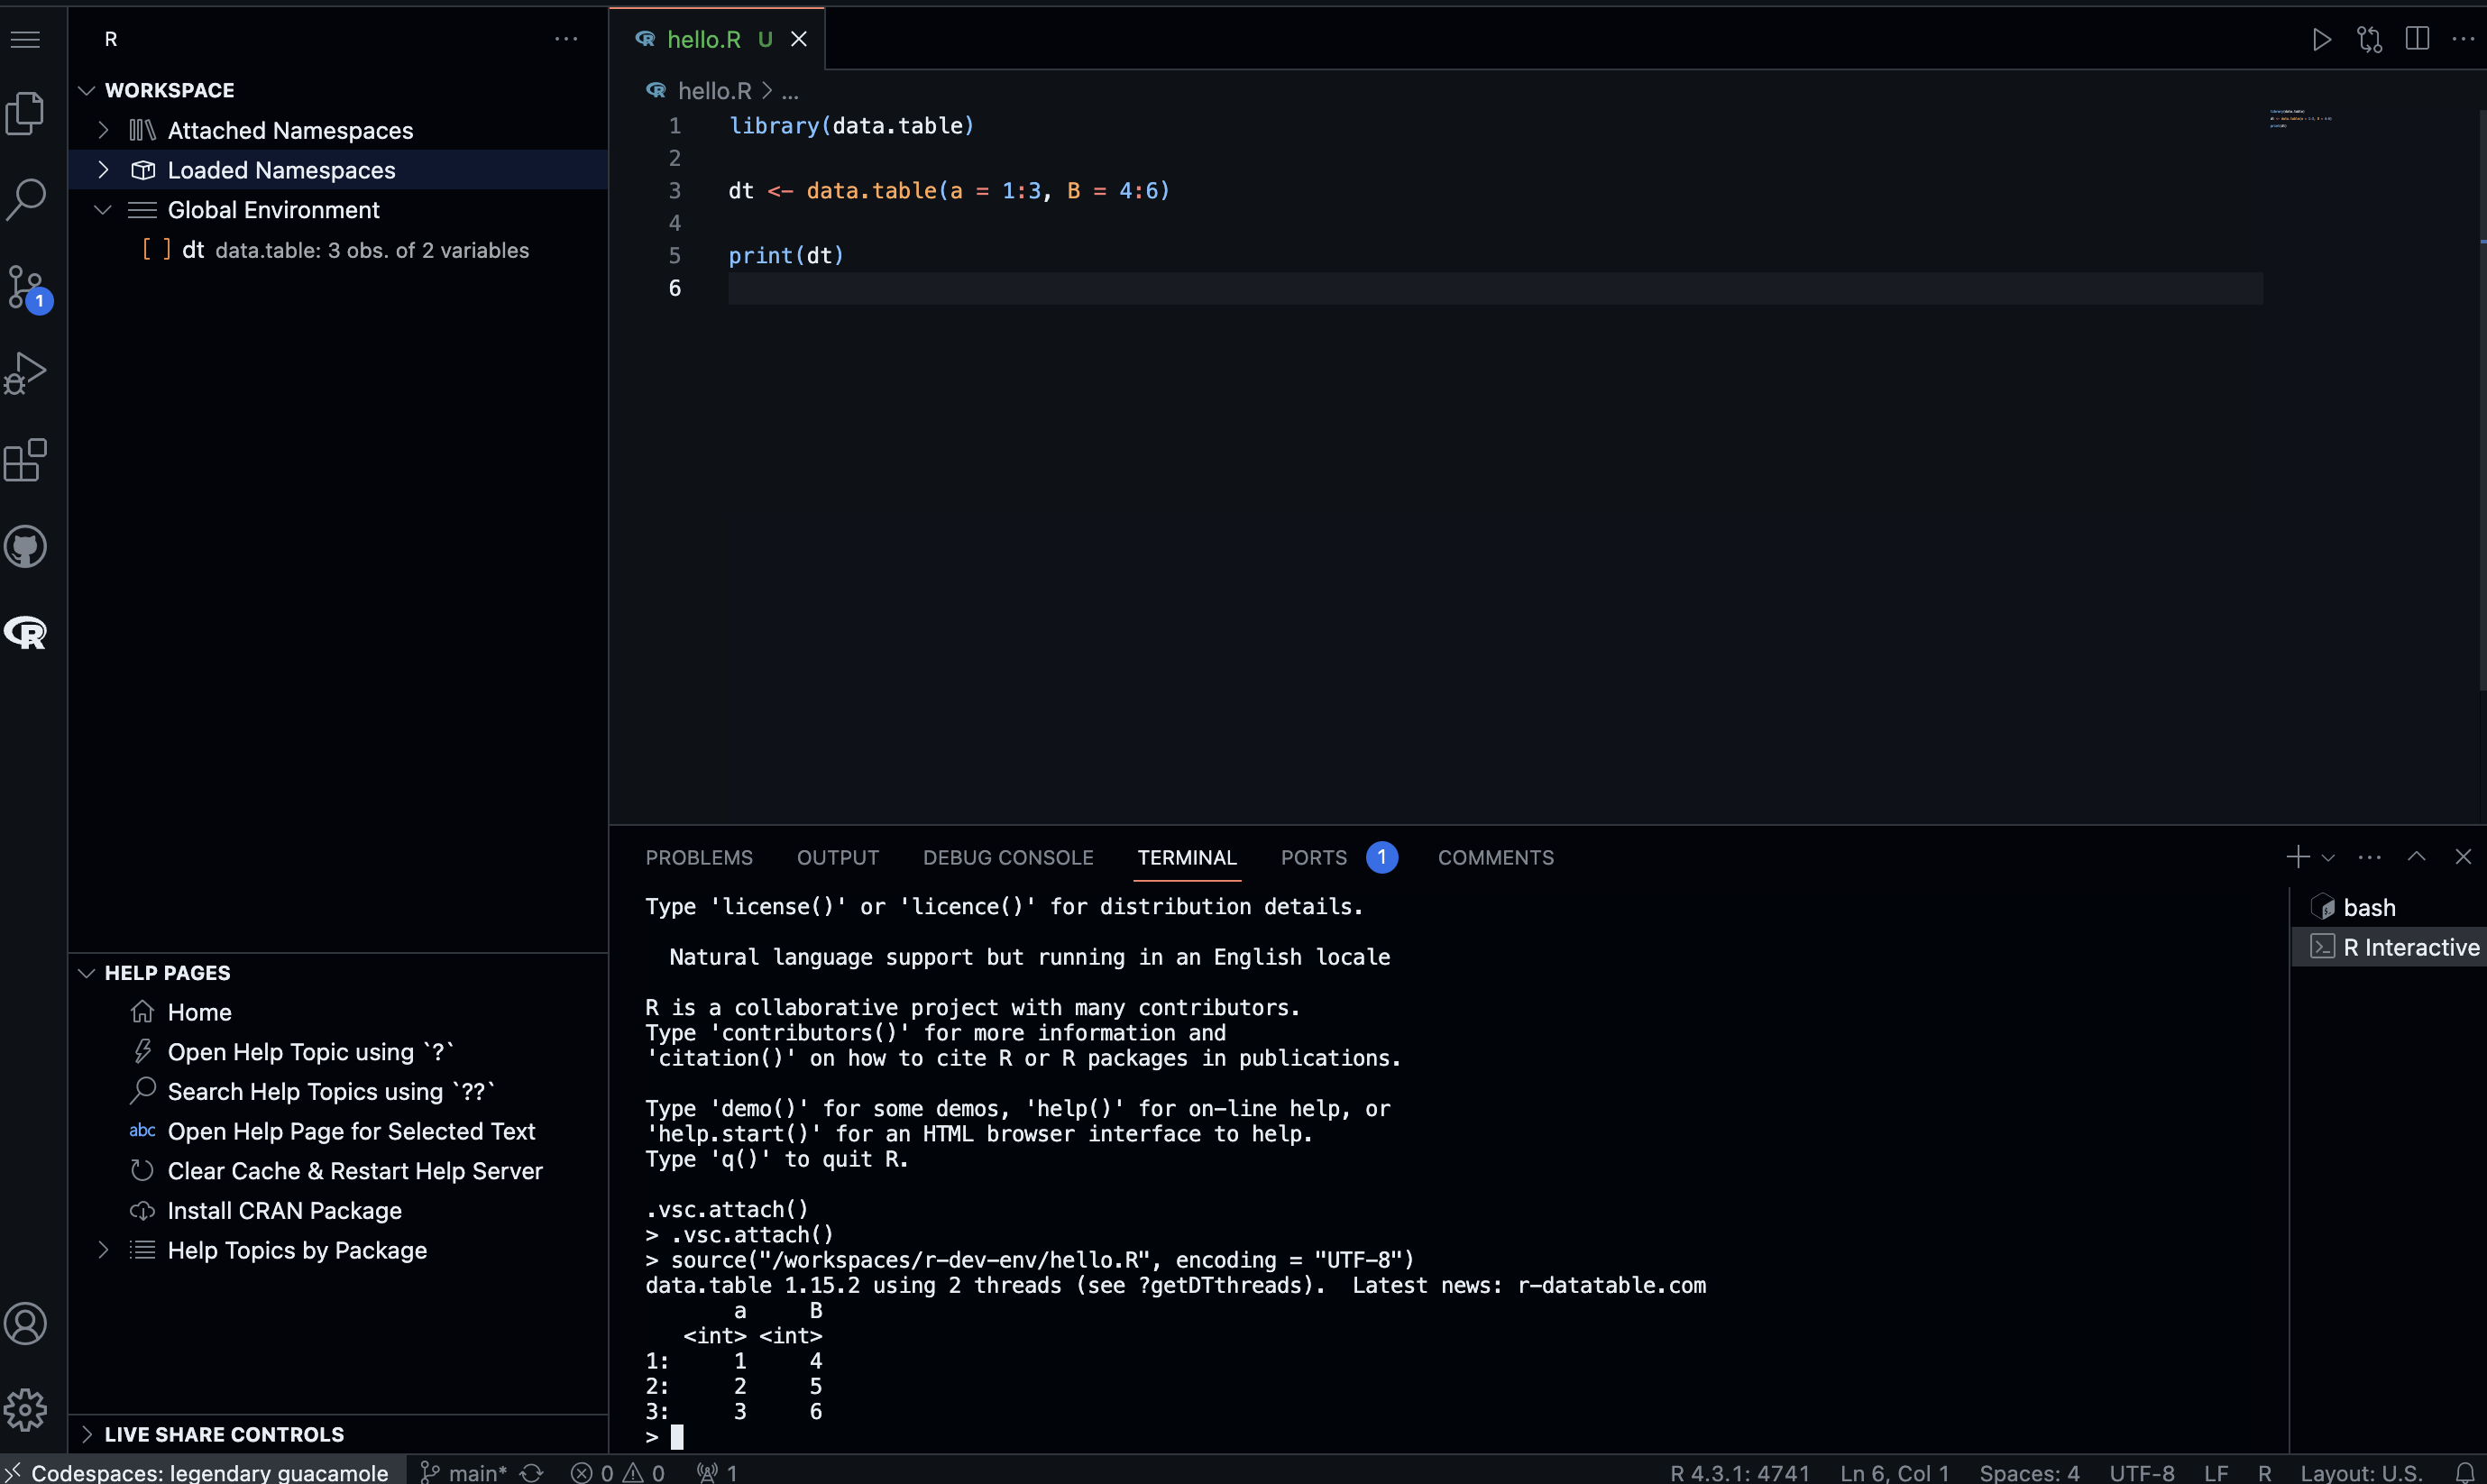 R
WORKSPACE
Attached Namespaces
Loaded Namespaces
Global Environment
[ ] dt data.table: 3 obs. of 2 variables
HELP PAGES
Home
Open Help Topic using `?`
Search Help Topics using `??`
abc Open Help Page for Selected Text
Clear Cache & Restart Help Server
Install CRAN Package
Help Topics by Package
LIVE SHARE CONTROLS
1
hello.R U
hello.R > ...
1 library(data.table)
2
3 dt <- data.table(a = 1:3, B = 4:6)
4
5 print(dt)
6
PROBLEMS OUTPUT DEBUG CONSOLE TERMINAL PORTS 1 COMMENTS
Type 'license()' or 'licence()' for distribution details.
Natural language support but running in an English locale
R is a collaborative project with many contributors.
Type 'contributors()' for more information and
'citation()' on how to cite R or R packages in publications.
Type 'demo()' for some demos, 'help()' for on-line help, or
'help.start()' for an HTML browser interface to help.
Type 'q()' to quit R.
.vsc.attach()
> .vsc.attach()
> source("/workspaces/r-dev-env/hello.R", encoding = "UTF-8")
data.table 1.15.2 using 2 threads (see ?getDTthreads).  Latest news: r-datatable.com
a B
<int> <int>
1: 1 4
2: 2 5
3: 3 6
>
bash
R Interactive
Codespaces: legendary guacamole main* 0 0 1 R 4.3.1: 4741 Ln 6, Col 1 Spaces: 4 UTF-8 LF R Layout: U.S.